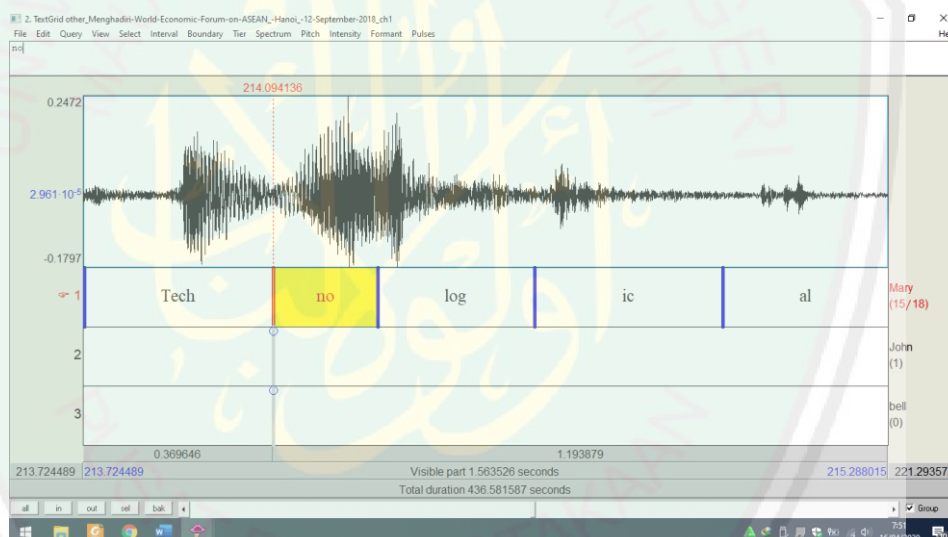 2. TextGrid other_Menghadiri-World-Economic-Forum-on-ASEAN_-Hanoi_-12-September-2018_ch1
File Edit Query View Select Interval Boundary Tier Spectrum Pitch Intensity Formant Pulses
no
214.094136
0.2472
2.961·10-5
-0.1797
1 Tech no log ic al Mary
(15/18)
2 John
(1)
3 bell
(0)
0.369646 1.193879
213.724489 213.724489 Visible part 1.563526 seconds 215.288015 221.29357
Total duration 436.581587 seconds
all in out sel bak Group